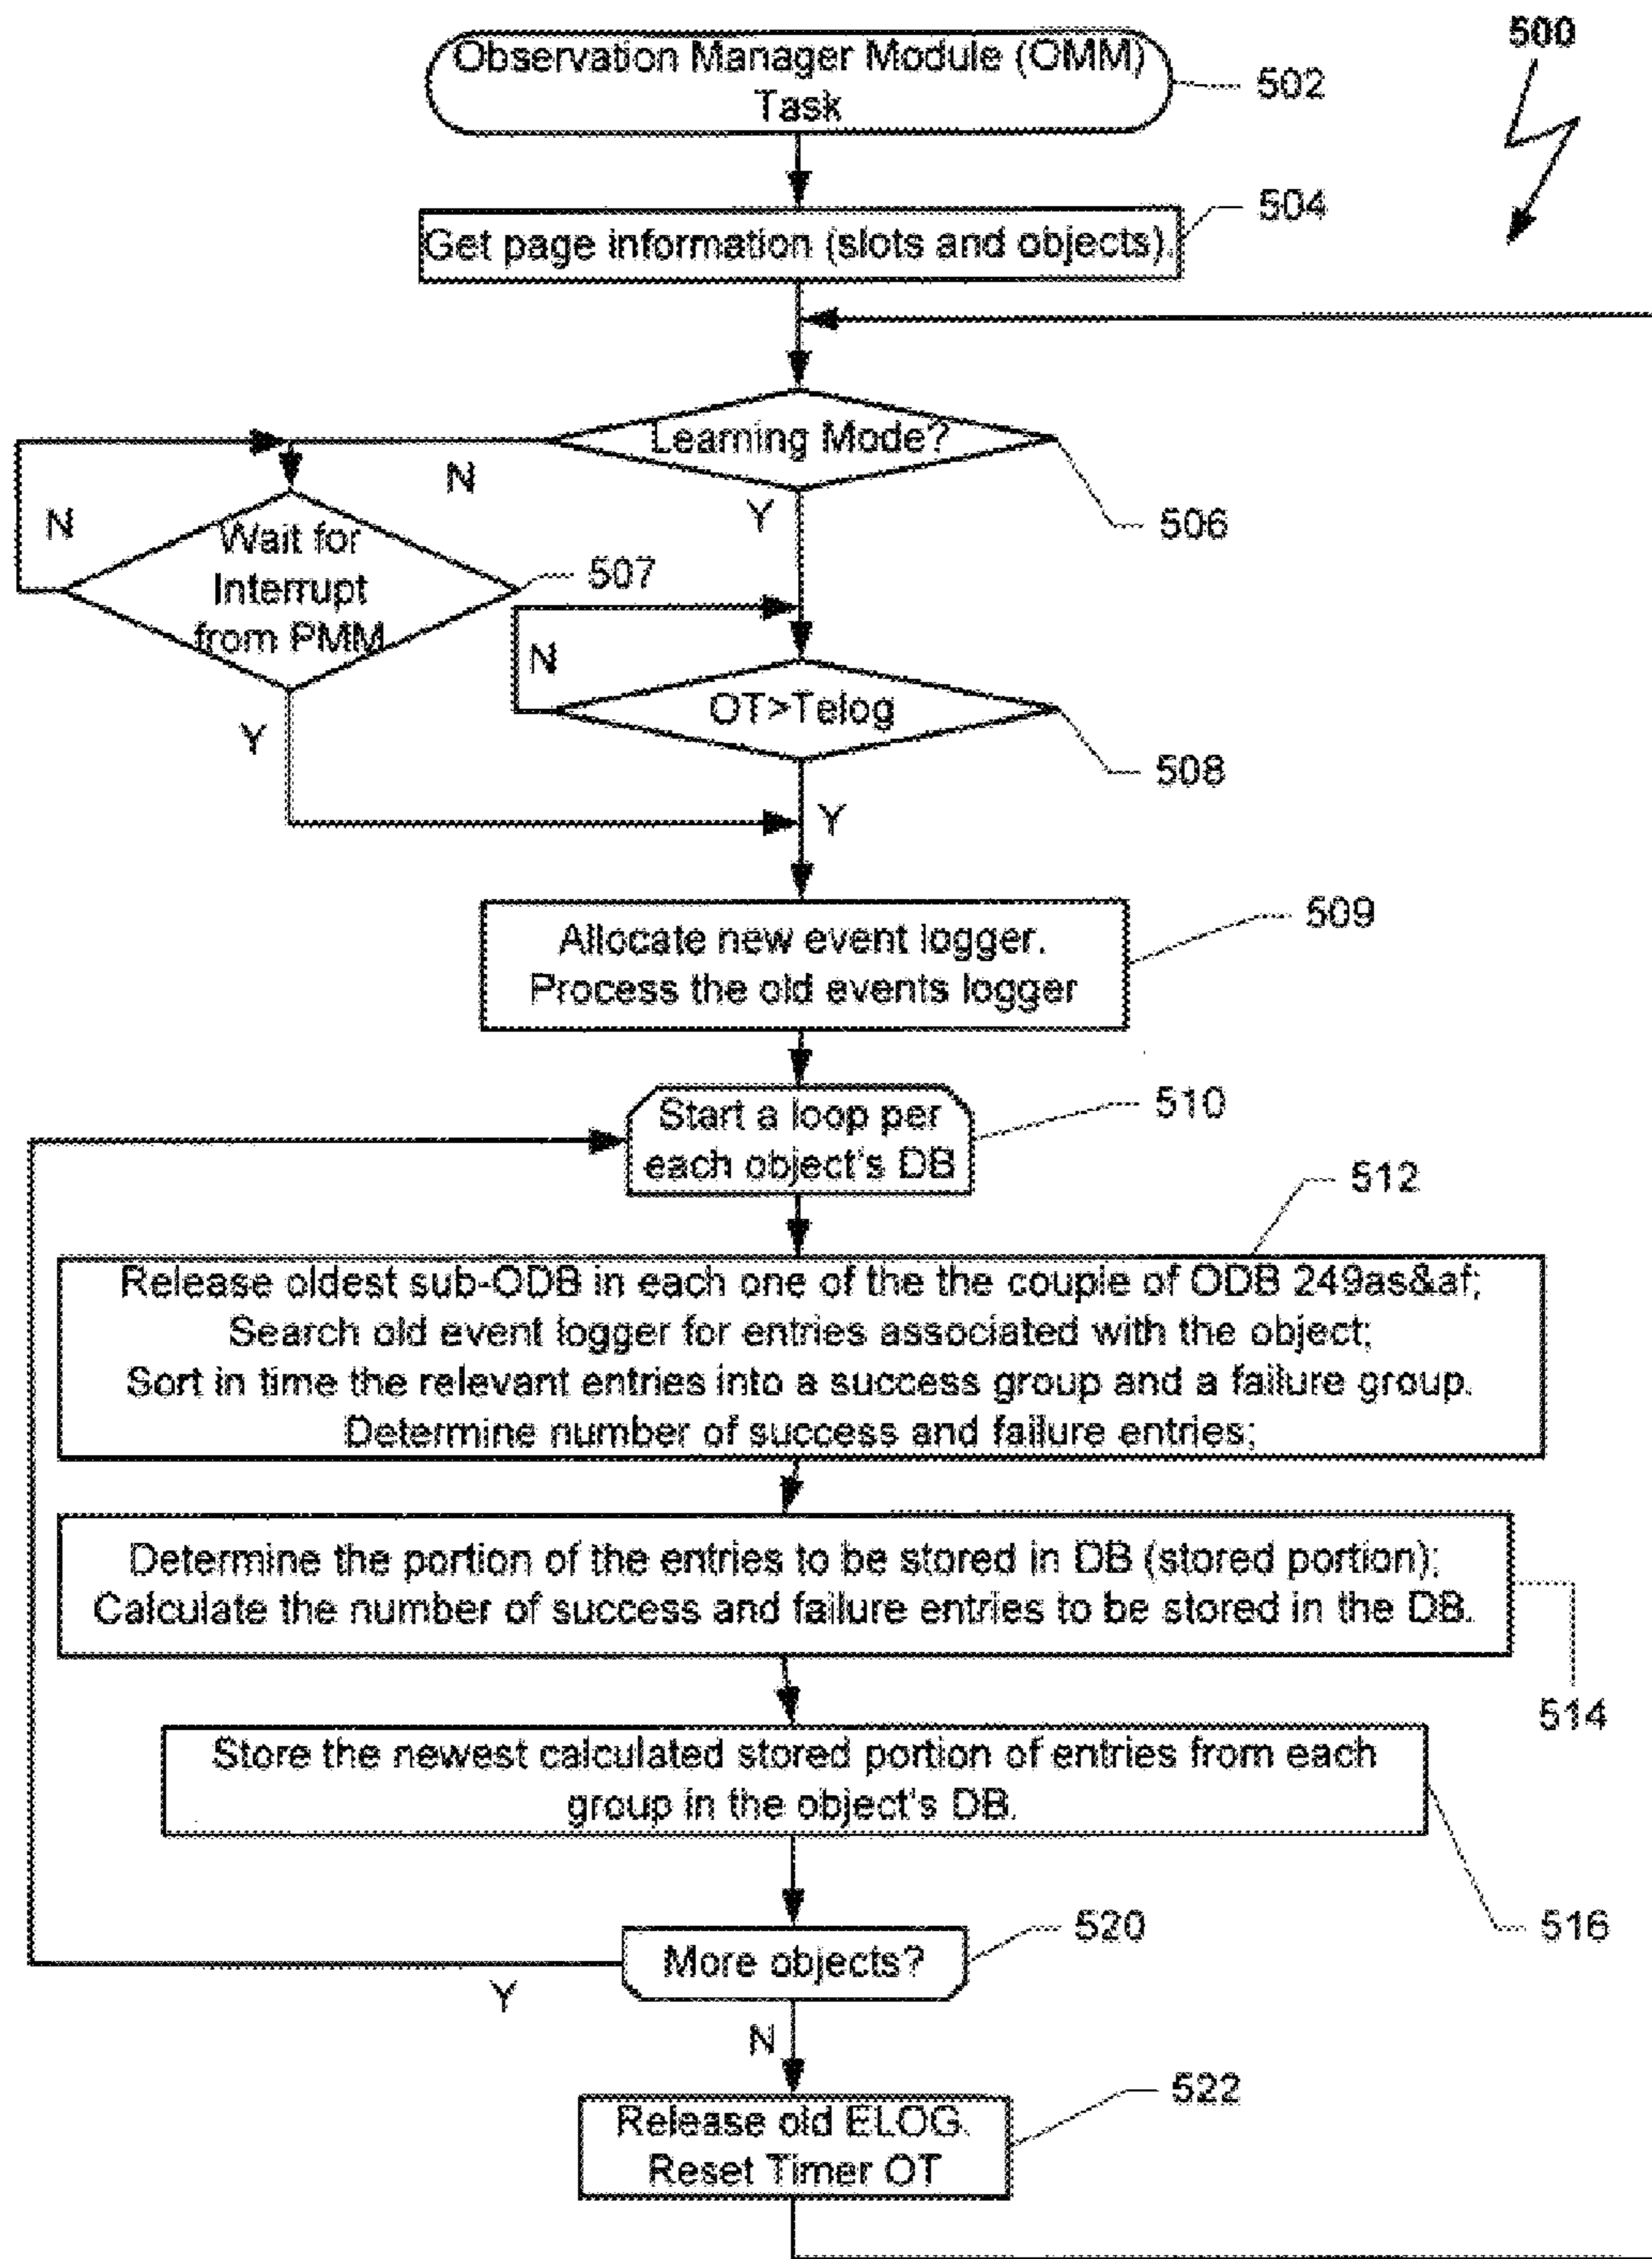 500
Observation Manager Module (OMM)
Task
502
504
Get page information (slots and objects).
Learning Mode?
N
Y
506
N
Wait for
Interrupt
from PMM
507
N
OT>Telog
508
Y
Y
509
Allocate new event logger.
Process the old events logger
510
Start a loop per
each object's DB
512
Release oldest sub-ODB in each one of the the couple of ODB 249as&af;
Search old event logger for entries associated with the object;
Sort in time the relevant entries into a success group and a failure group.
Determine number of success and failure entries;
Determine the portion of the entries to be stored in DB (stored portion);
Calculate the number of success and failure entries to be stored in the DB.
514
Store the newest calculated stored portion of entries from each
group in the object's DB.
516
520
More objects?
Y
N
522
Release old ELOG.
Reset Timer OT